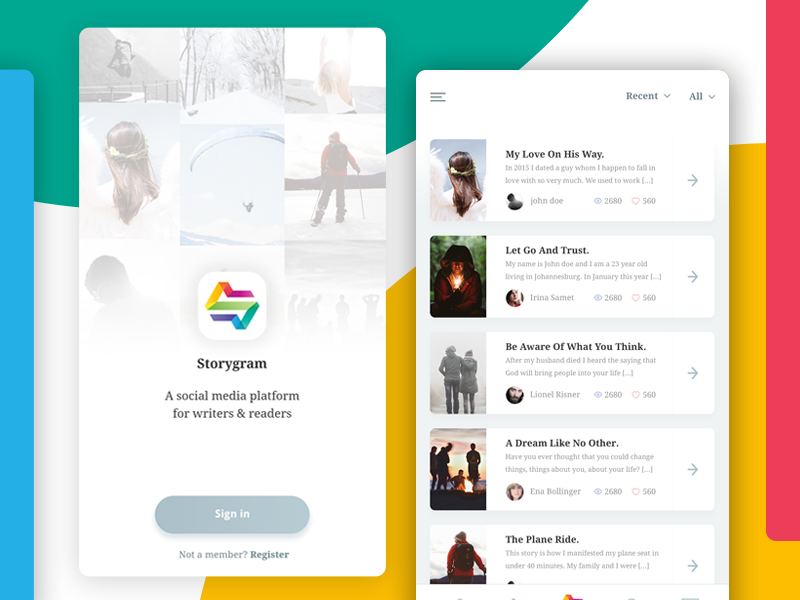 Storygram
A social media platform
for writers & readers
Sign in
Not a member? Register
Recent
All
My Love On His Way.
In 2015 I dated a guy whom I happen to fall in
love with so very much. We used to work [...]
john doe
2680
560
Let Go And Trust.
My name is John doe and I am a 23 year old
living in Johannesburg. In January this year [...]
Irina Samet
2680
560
Be Aware Of What You Think.
After my husband died I heard the saying that
God will bring people into your life [...]
Lionel Risner
2680
560
A Dream Like No Other.
Have you ever thought that you could change
things, things about you, about your life? [...]
Ena Bollinger
2680
560
The Plane Ride.
This story is how I manifested my plane seat in
under 40 minutes. My family and I were [...]